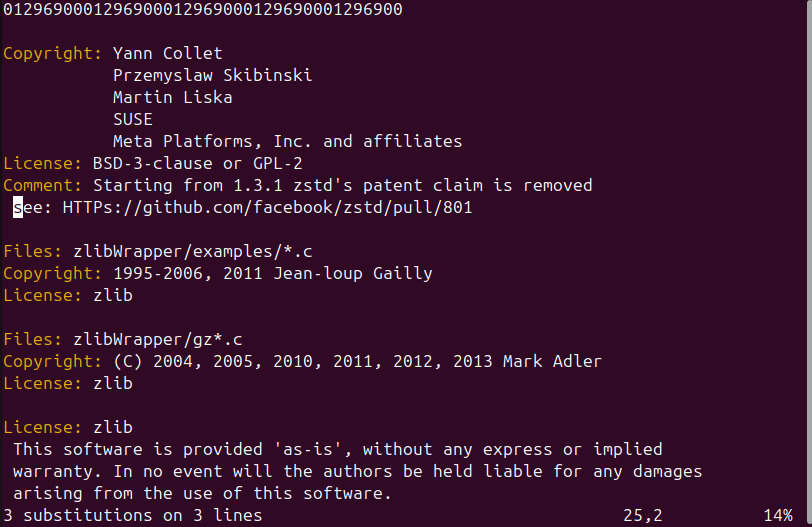 0129690001296900012969000129690001296900

Copyright: Yann Collet
           Przemyslaw Skibinski
           Martin Liska
           SUSE
           Meta Platforms, Inc. and affiliates
License: BSD-3-clause or GPL-2
Comment: Starting from 1.3.1 zstd's patent claim is removed
 see: HTTPs://github.com/facebook/zstd/pull/801

Files: zlibWrapper/examples/*.c
Copyright: 1995-2006, 2011 Jean-loup Gailly
License: zlib

Files: zlibWrapper/gz*.c
Copyright: (C) 2004, 2005, 2010, 2011, 2012, 2013 Mark Adler
License: zlib

License: zlib
 This software is provided 'as-is', without any express or implied
 warranty. In no event will the authors be held liable for any damages
 arising from the use of this software.
3 substitutions on 3 lines                                    25,2          14%